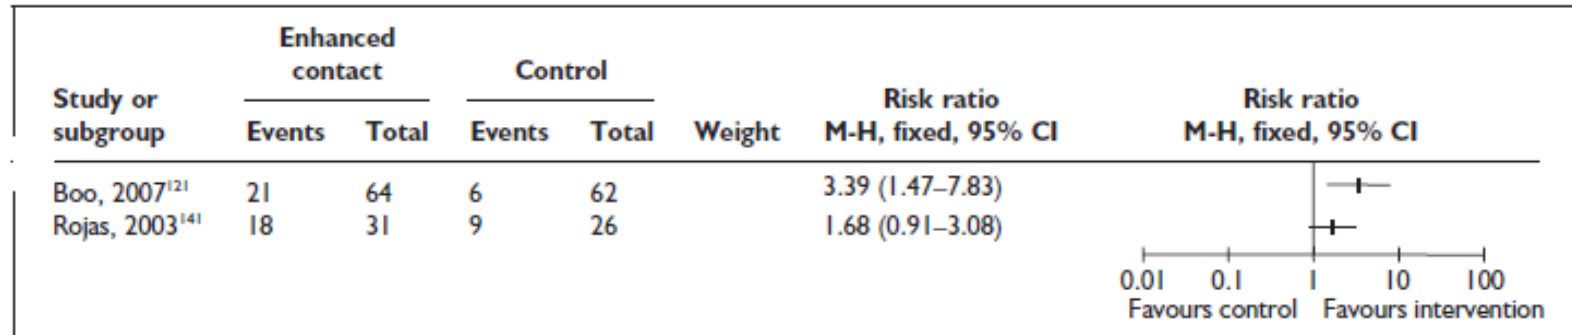 Enhanced
contact Control
Study or Risk ratio Risk ratio
subgroup Events Total Events Total Weight M-H, fixed, 95% CI M-H, fixed, 95% CI
Boo, 2007¹²¹ 21 64 6 62 3.39 (1.47–7.83)
Rojas, 2003¹⁴¹ 18 31 9 26 1.68 (0.91–3.08)
0.01 0.1 1 10 100
Favours control Favours intervention